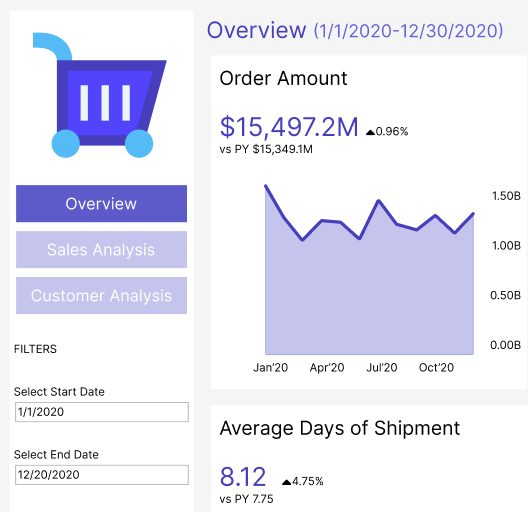 Overview (1/1/2020-12/30/2020)
Order Amount
$15,497.2M ▲0.96%
vs PY $15,349.1M
1.50B
1.00B
0.50B
0.00B
Jan'20 Apr'20 Jul'20 Oct'20
Average Days of Shipment
8.12 ▲4.75%
vs PY 7.75
Overview
Sales Analysis
Customer Analysis
FILTERS
Select Start Date
1/1/2020
Select End Date
12/20/2020